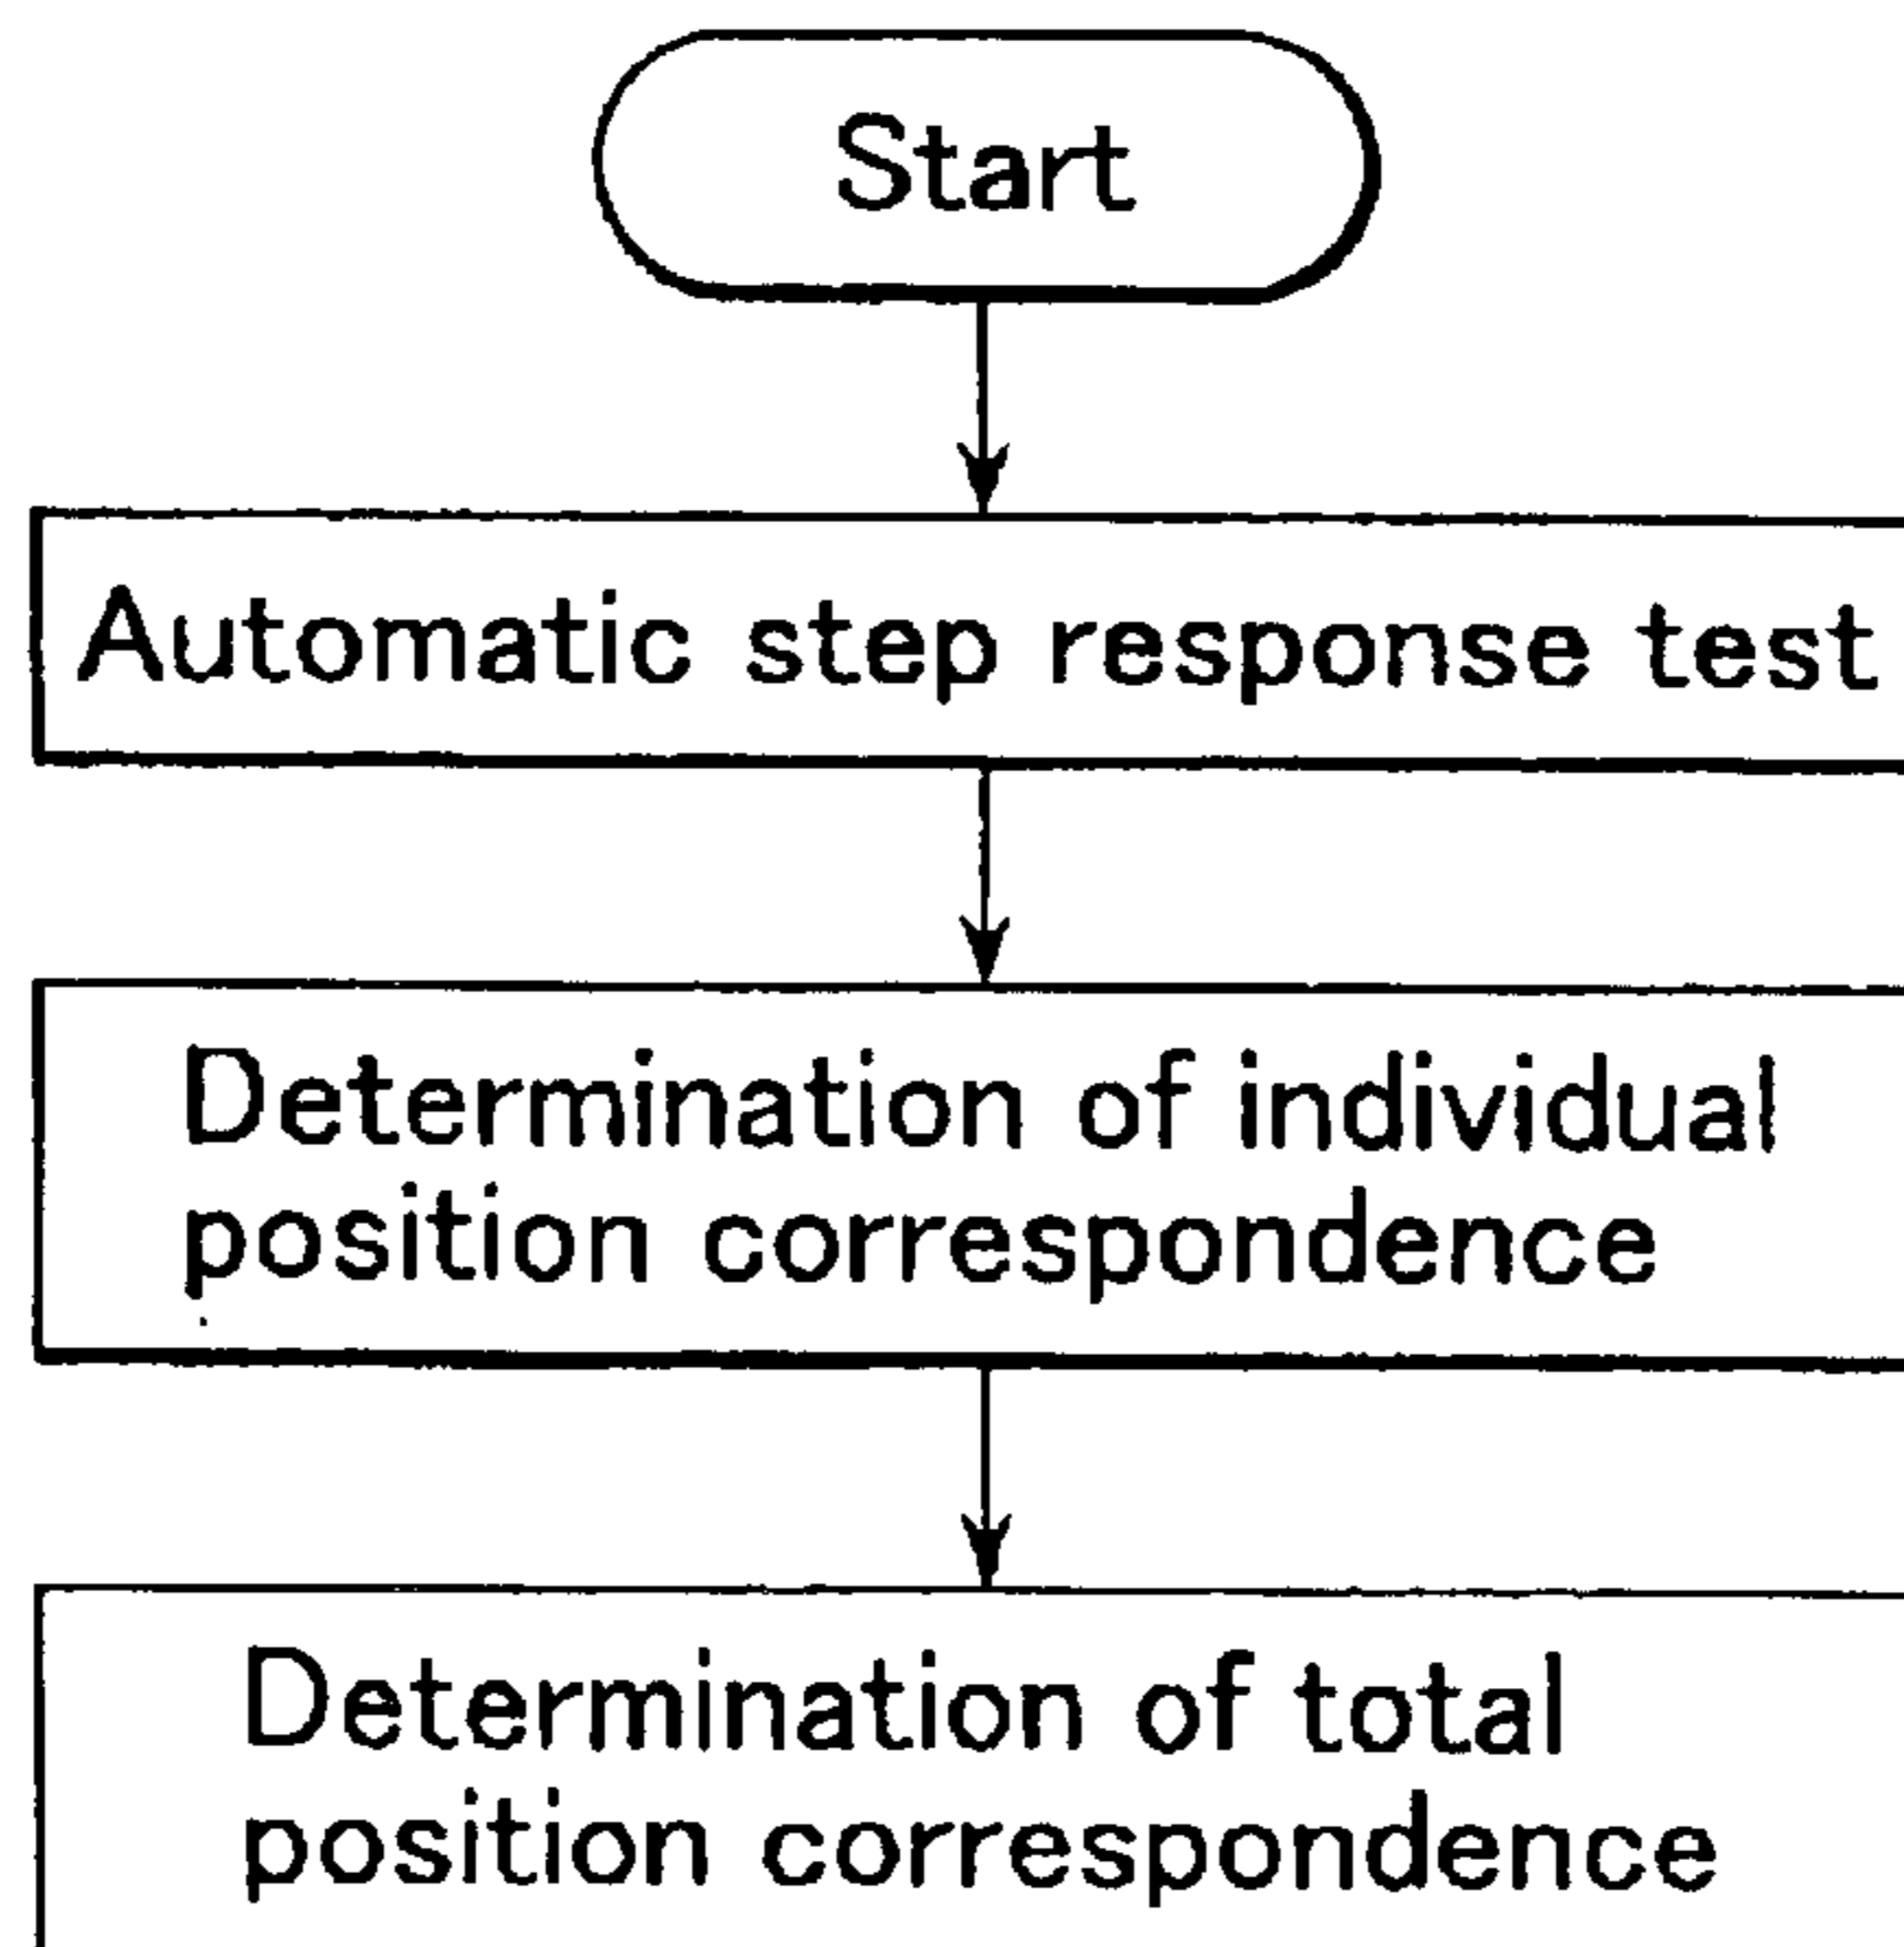 Start
Automatic step response test
Determination of individual
position correspondence
Determination of total
position correspondence